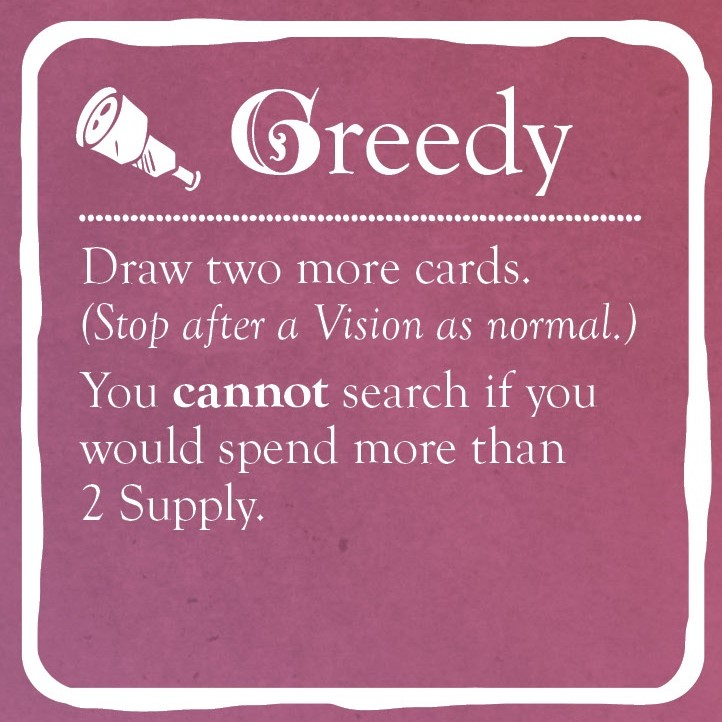 Greedy
Draw two more cards.
(Stop after a Vision as normal.)
You cannot search if you
would spend more than
2 Supply.